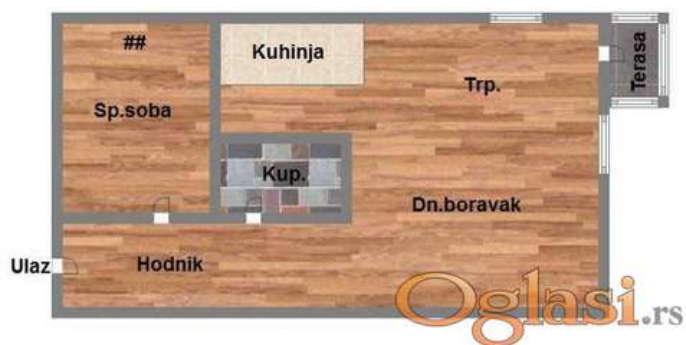 ##
Kuhinja
Terasa
Trp.
Sp.soba
Kup.
Dn.boravak
Ulaz
Hodnik
Oglasi.rs